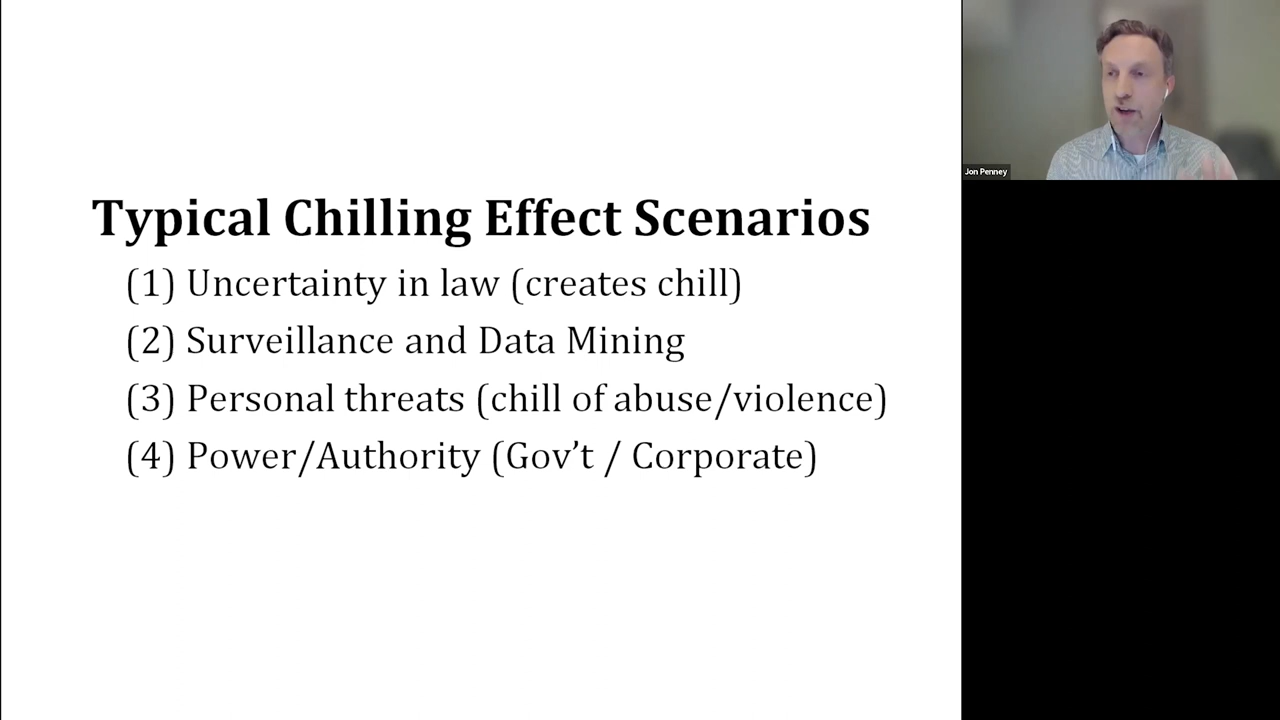 Typical Chilling Effect Scenarios
(1) Uncertainty in law (creates chill)
(2) Surveillance and Data Mining
(3) Personal threats (chill of abuse/violence)
(4) Power/Authority (Gov’t / Corporate)
Jon Penney